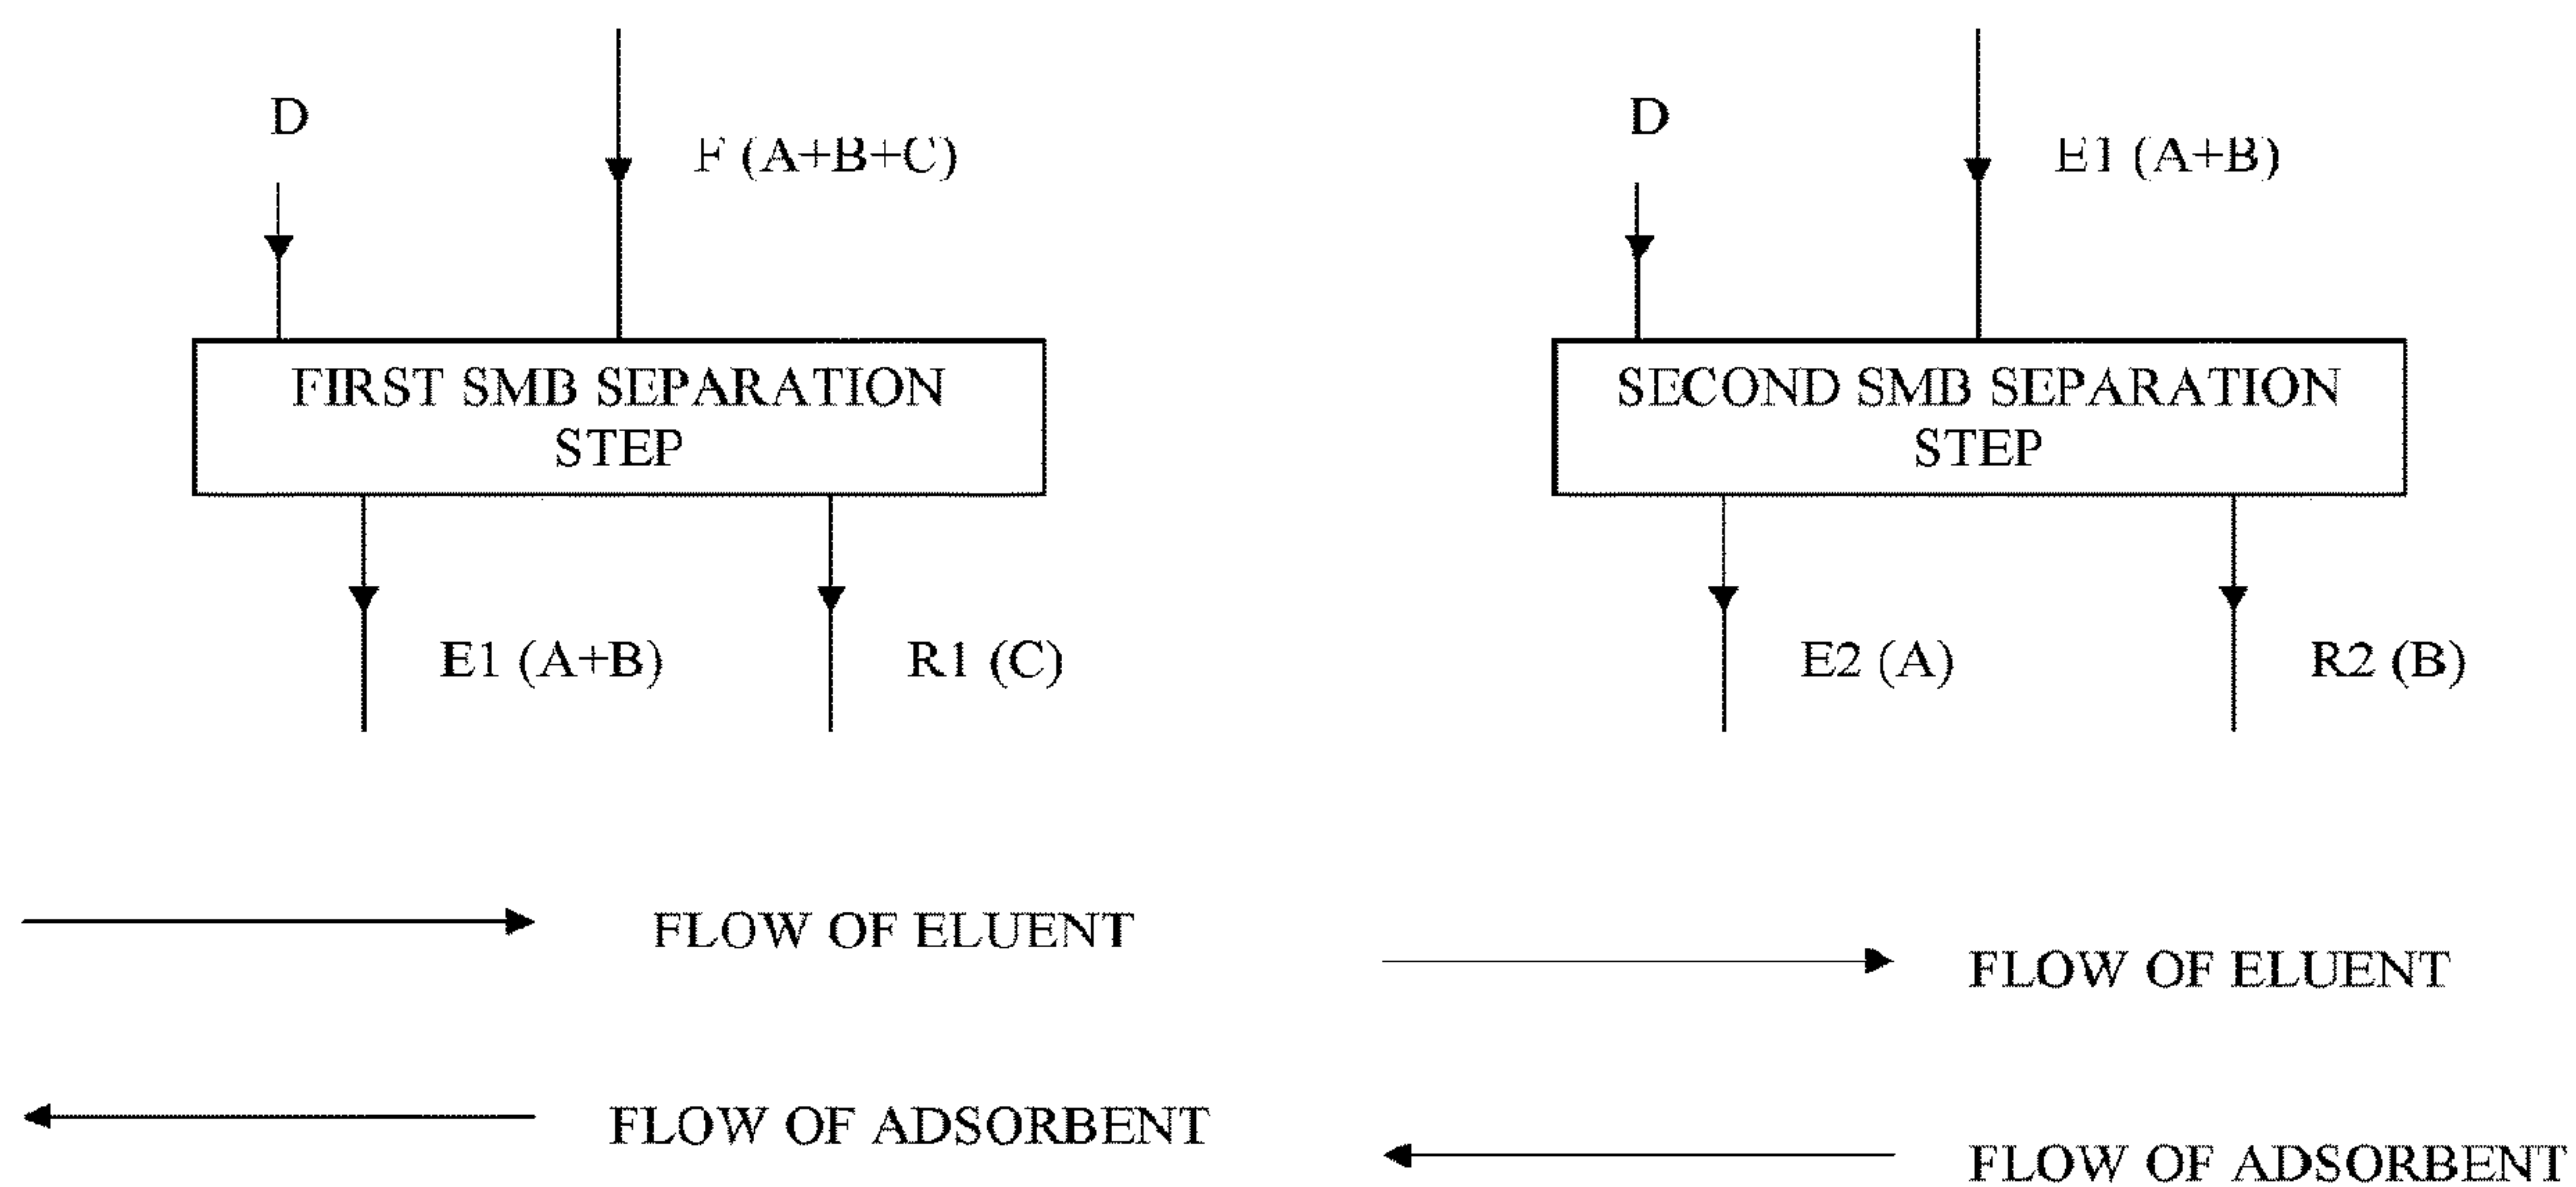 D
F (A+B+C)
FIRST SMB SEPARATION
STEP
E1 (A+B)
R1 (C)
FLOW OF ELUENT
FLOW OF ADSORBENT
D
E1 (A+B)
SECOND SMB SEPARATION
STEP
E2 (A)
R2 (B)
FLOW OF ELUENT
FLOW OF ADSORBENT